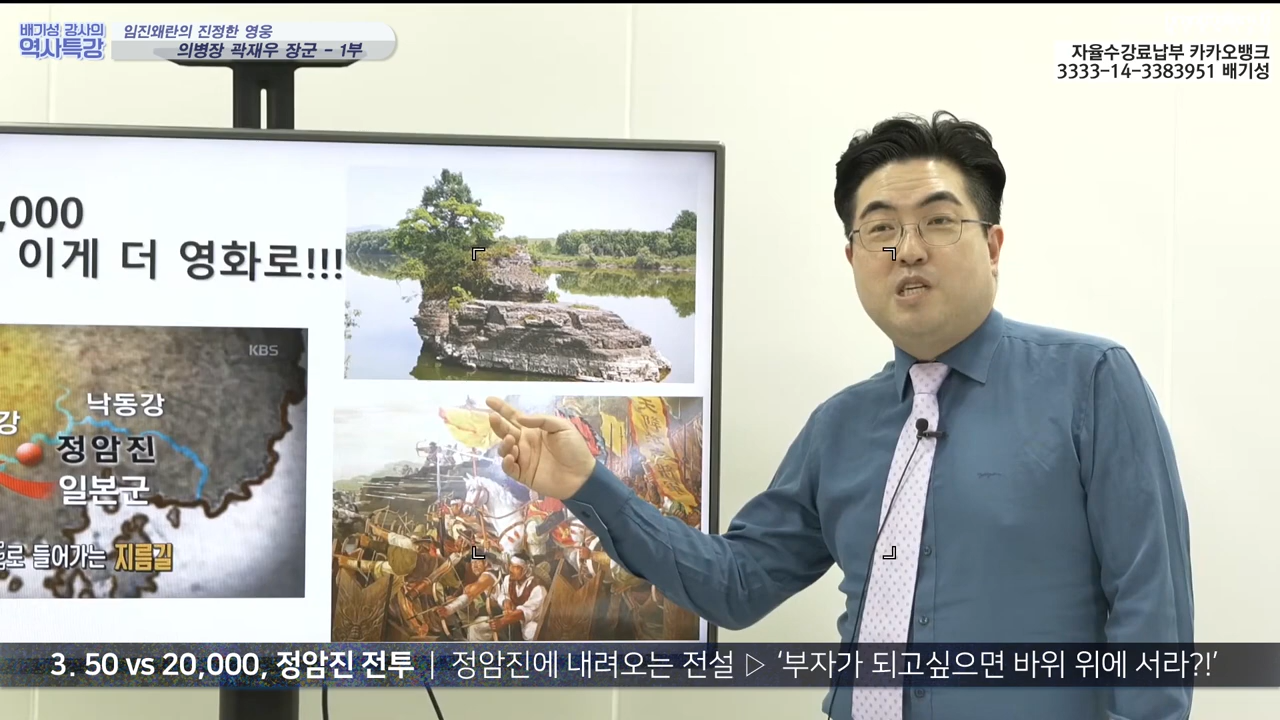 배기성 강사의
역사특강
임진왜란의 진정한 영웅
의병장 곽재우 장군 - 1부
자율수강료납부 카카오뱅크
3333-14-3383951 배기성
,000
이게 더 영화로!!!
KBS
낙동강
강
정암진
일본군
로 들어가는 지름길
3. 50 vs 20,000, 정암진 전투 | 정암진에 내려오는 전설 ▷ ‘부자가 되고싶으면 바위 위에 서라?!’